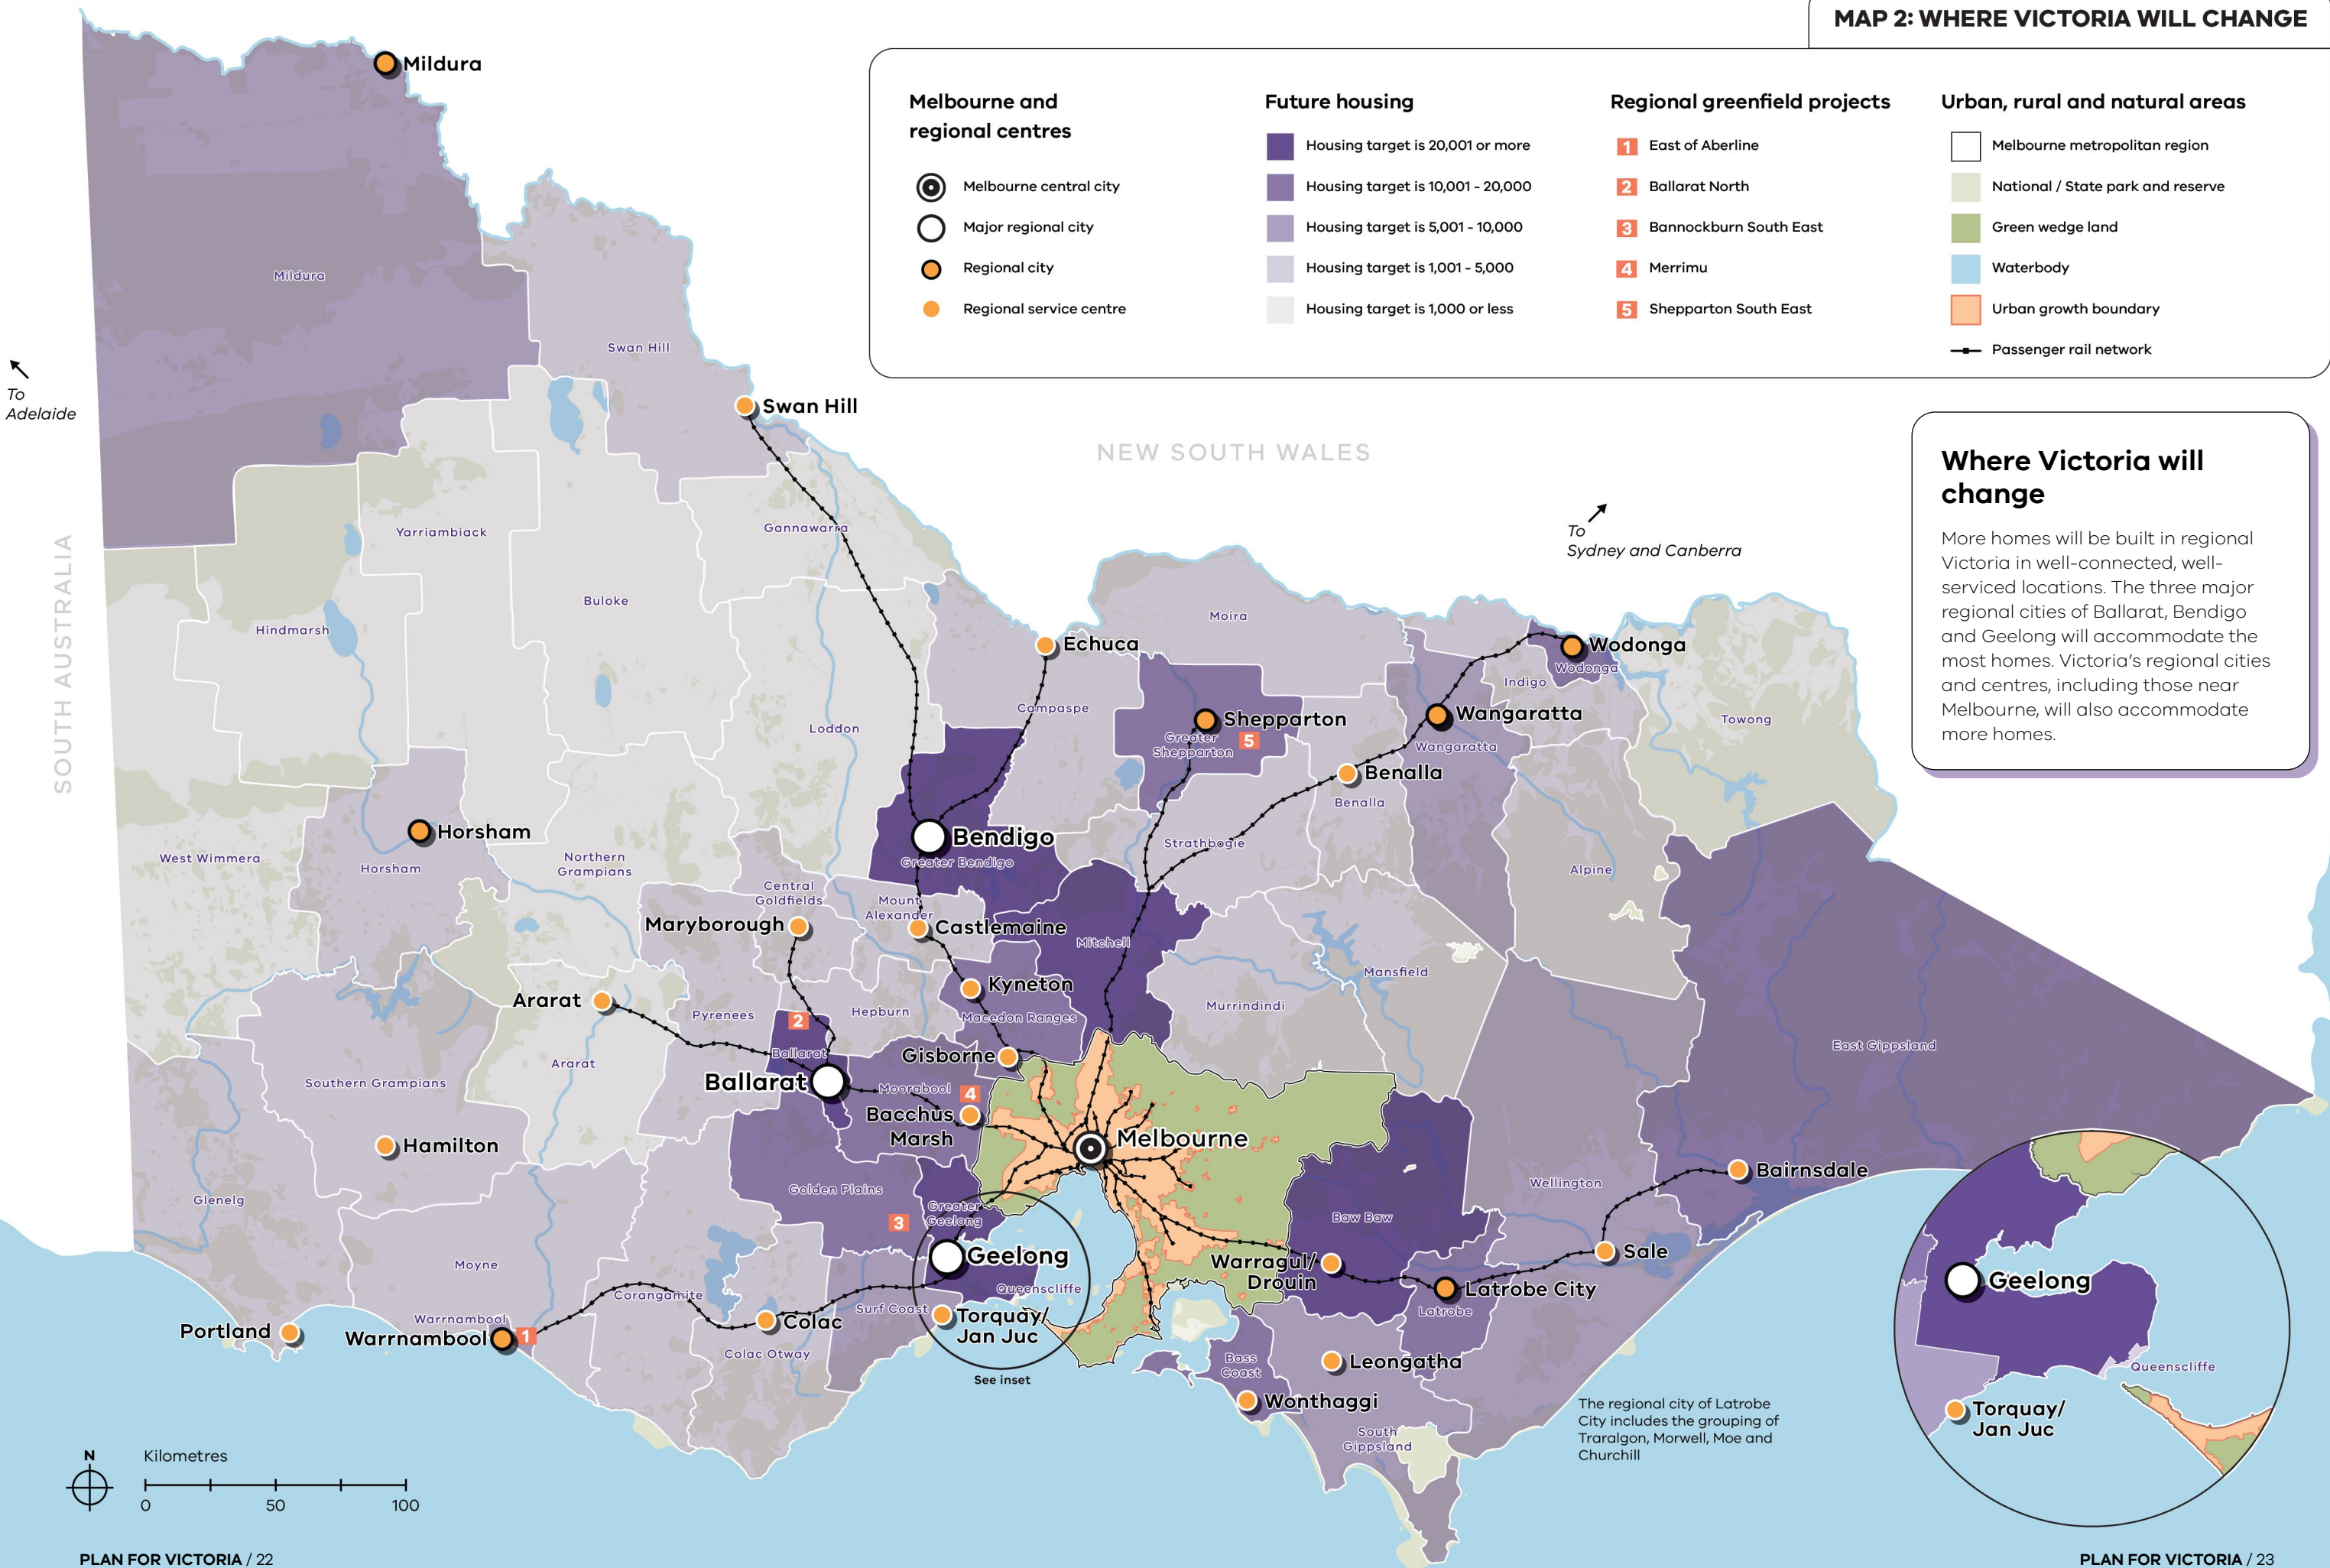 MAP 2: WHERE VICTORIA WILL CHANGE
Melbourne and
regional centres
Melbourne central city
Major regional city
Regional city
Regional service centre
Future housing
Housing target is 20,001 or more
Housing target is 10,001 - 20,000
Housing target is 5,001 - 10,000
Housing target is 1,001 - 5,000
Housing target is 1,000 or less
Regional greenfield projects
1 East of Aberline
2 Ballarat North
3 Bannockburn South East
4 Merrimu
5 Shepparton South East
Urban, rural and natural areas
Melbourne metropolitan region
National / State park and reserve
Green wedge land
Waterbody
Urban growth boundary
Passenger rail network
Where Victoria will
change
More homes will be built in regional
Victoria in well-connected, well-
serviced locations. The three major
regional cities of Ballarat, Bendigo
and Geelong will accommodate the
most homes. Victoria's regional cities
and centres, including those near
Melbourne, will also accommodate
more homes.
To
Adelaide
SOUTH AUSTRALIA
NEW SOUTH WALES
To
Sydney and Canberra
Mildura
Mildura
Swan Hill
Swan Hill
Yarriambiack
Gannawarra
Buloke
Hindmarsh
Moira
Echuca
Wodonga
Wodonga
Indigo
Campaspe
Shepparton
Greater
Shepparton
5
Wangaratta
Wangaratta
Towong
Loddon
Benalla
Benalla
Horsham
Horsham
Bendigo
Greater Bendigo
Strathbogie
West Wimmera
Northern
Grampians
Alpine
Central
Goldfields
Mount
Alexander
Maryborough
Castlemaine
Mitchell
Mansfield
Kyneton
Ararat
Ararat
Pyrenees
2
Hepburn
Macedon Ranges
Murrindindi
Ballarat
Ballarat
Gisborne
East Gippsland
Southern Grampians
Moorabool
4
Bacchus
Marsh
Melbourne
Hamilton
Bairnsdale
Glenelg
Golden Plains
Wellington
3
Greater
Geelong
Baw Baw
Geelong
Sale
Moyne
Warragul/
Drouin
Queenscliffe
Latrobe City
Latrobe
Corangamite
Surf Coast
Torquay/
Jan Juc
Colac
Warrnambool
Warrnambool
1
Portland
Colac Otway
See inset
Bass
Coast
Leongatha
Wonthaggi
South
Gippsland
The regional city of Latrobe
City includes the grouping of
Traralgon, Morwell, Moe and
Churchill
Geelong
Queenscliffe
Torquay/
Jan Juc
N
Kilometres
0 50 100
PLAN FOR VICTORIA / 22
PLAN FOR VICTORIA / 23